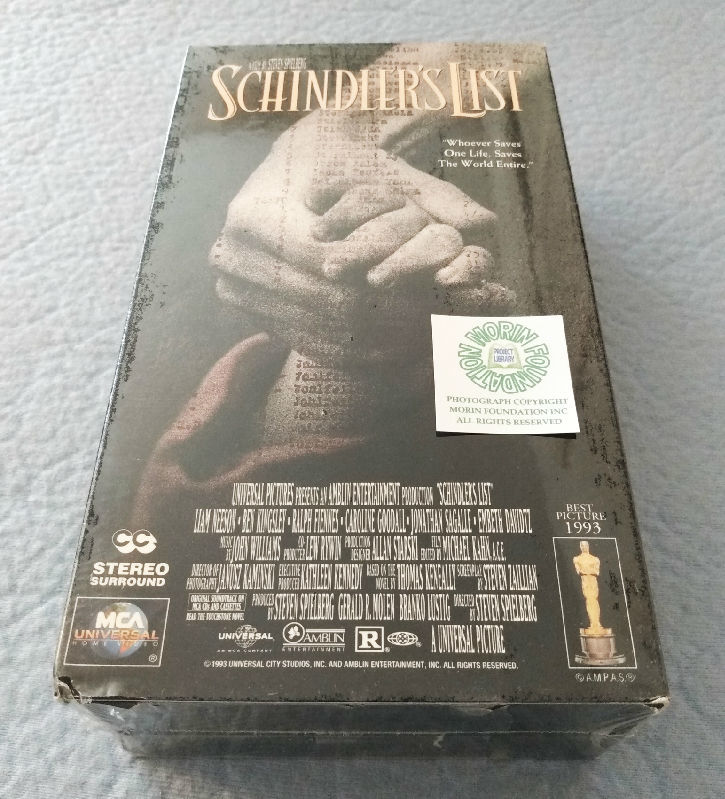 A FILM BY STEVEN SPIELBERG
SCHINDLER'S LIST
"Whoever Saves
One Life, Saves
The World Entire."
MORIN FOUNDATION
PROJECT
LIBRARY
PHOTOGRAPH COPYRIGHT
MORIN FOUNDATION INC
ALL RIGHTS RESERVED
UNIVERSAL PICTURES PRESENTS AN AMBLIN ENTERTAINMENT PRODUCTION "SCHINDLER'S LIST"
LIAM NEESON · BEN KINGSLEY · RALPH FIENNES · CAROLINE GOODALL · JONATHAN SAGALLE · EMBETH DAVIDTZ
MUSIC BY JOHN WILLIAMS CO-PRODUCER LEW RYWIN PRODUCTION DESIGNER ALLAN STARSKI FILM EDITED BY MICHAEL KAHN, A.C.E.
DIRECTOR OF PHOTOGRAPHY JANUSZ KAMINSKI EXECUTIVE PRODUCER KATHLEEN KENNEDY BASED ON THE NOVEL BY THOMAS KENEALLY SCREENPLAY BY STEVEN ZAILLIAN
ORIGINAL SOUNDTRACK ON
MCA CDs AND CASSETTES
READ THE TOUCHSTONE NOVEL
PRODUCED BY STEVEN SPIELBERG GERALD R. MOLEN BRANKO LUSTIG DIRECTED BY STEVEN SPIELBERG
UNIVERSAL
AN MCA COMPANY
AMBLIN
ENTERTAINMENT
R
A UNIVERSAL PICTURE
©1993 UNIVERSAL CITY STUDIOS, INC. AND AMBLIN ENTERTAINMENT, INC. ALL RIGHTS RESERVED.
STEREO
SURROUND
MCA
UNIVERSAL
HOME VIDEO
®
BEST
PICTURE
1993
©A.M.P.A.S.®